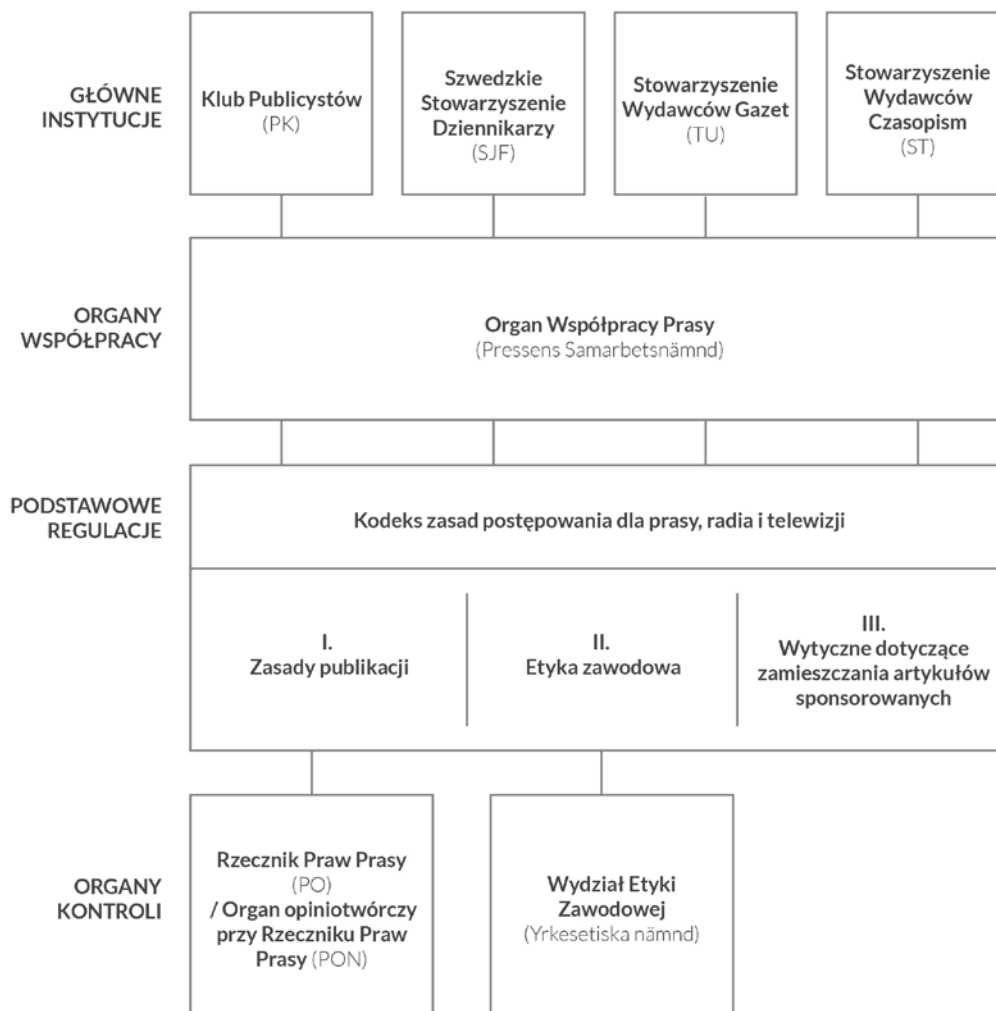 GŁÓWNE
INSTYTUCJE
Klub Publicystów
(PK)
Szwedzkie
Stowarzyszenie
Dziennikarzy
(SJF)
Stowarzyszenie
Wydawców Gazet
(TU)
Stowarzyszenie
Wydawców
Czasopism
(ST)
ORGANY
WSPÓŁPRACY
Organ Współpracy Prasy
(Pressens Samarbetsnämnd)
PODSTAWOWE
REGULACJE
Kodeks zasad postępowania dla prasy, radia i telewizji
I.
Zasady publikacji
II.
Etyka zawodowa
III.
Wytyczne dotyczące
zamieszczania artykułów
sponsorowanych
ORGANY
KONTROLI
Rzecznik Praw Prasy
(PO)
/ Organ opiniotwórczy
przy Rzeczniku Praw
Prasy (PON)
Wydział Etyki
Zawodowej
(Yrkesetiska nämnd)